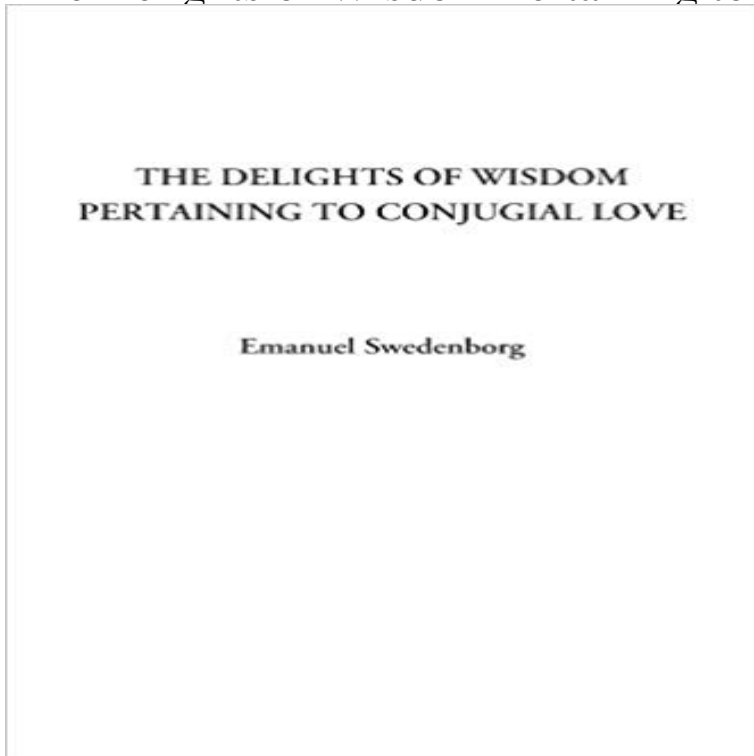 THE DELIGHTS OF WISDOM
PERTAINING TO CONJUGIAL LOVE
Emanuel Swedenborg